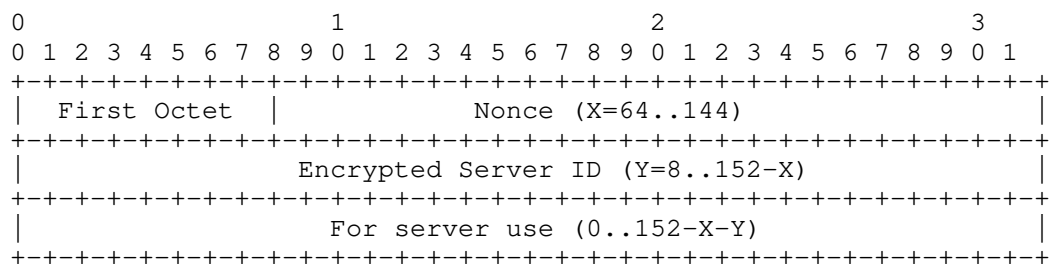 0                   1                   2                   3
0 1 2 3 4 5 6 7 8 9 0 1 2 3 4 5 6 7 8 9 0 1 2 3 4 5 6 7 8 9 0 1
+-+-+-+-+-+-+-+-+-+-+-+-+-+-+-+-+-+-+-+-+-+-+-+-+-+-+-+-+-+-+-+-+
|  First Octet  |            Nonce (X=64..144)                  |
+-+-+-+-+-+-+-+-+-+-+-+-+-+-+-+-+-+-+-+-+-+-+-+-+-+-+-+-+-+-+-+-+
|                 Encrypted Server ID (Y=8..152-X)              |
+-+-+-+-+-+-+-+-+-+-+-+-+-+-+-+-+-+-+-+-+-+-+-+-+-+-+-+-+-+-+-+-+
|                   For server use (0..152-X-Y)                 |
+-+-+-+-+-+-+-+-+-+-+-+-+-+-+-+-+-+-+-+-+-+-+-+-+-+-+-+-+-+-+-+-+